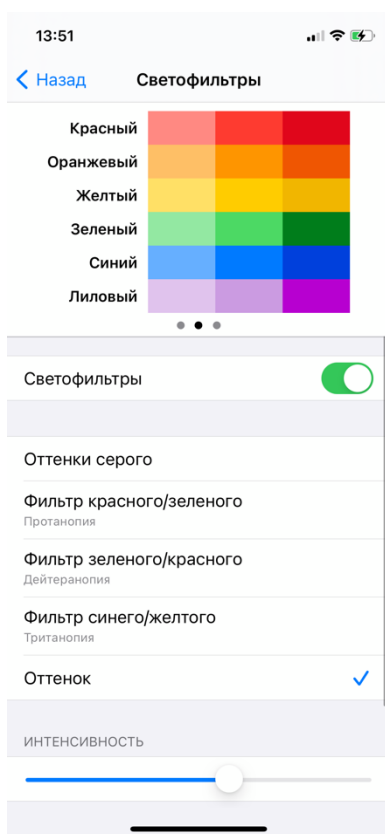 13:51
Назад
Светофильтры
Красный
Оранжевый
Желтый
Зеленый
Синий
Лиловый
Светофильтры
Оттенки серого
Фильтр красного/зеленого
Протанопия
Фильтр зеленого/красного
Дейтеранопия
Фильтр синего/желтого
Тританопия
Оттенок
ИНТЕНСИВНОСТЬ